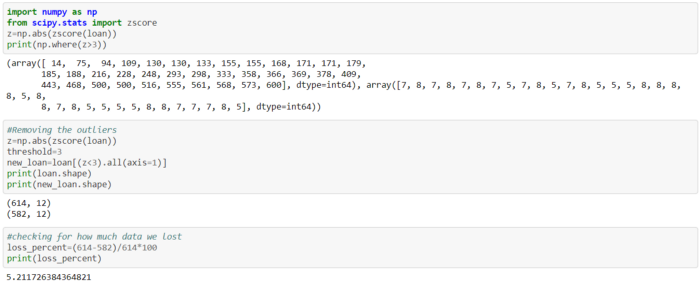 import numpy as np
from scipy.stats import zscore
z=np.abs(zscore(loan))
print(np.where(z>3))
(array([ 14,  75,  94, 109, 130, 130, 133, 155, 155, 168, 171, 171, 179,
       185, 188, 216, 228, 248, 293, 298, 333, 358, 366, 369, 378, 409,
       443, 468, 500, 500, 516, 555, 561, 568, 573, 600], dtype=int64), array([7, 8, 7, 8, 7, 8, 7, 5, 7, 8, 5, 7, 8, 5, 5, 5, 8, 8, 8,
8, 5, 8,
       8, 7, 8, 5, 5, 5, 5, 8, 8, 7, 7, 7, 8, 5], dtype=int64))
#Removing the outliers
z=np.abs(zscore(loan))
threshold=3
new_loan=loan[(z<3).all(axis=1)]
print(loan.shape)
print(new_loan.shape)
(614, 12)
(582, 12)
#checking for how much data we lost
loss_percent=(614-582)/614*100
print(loss_percent)
5.211726384364821